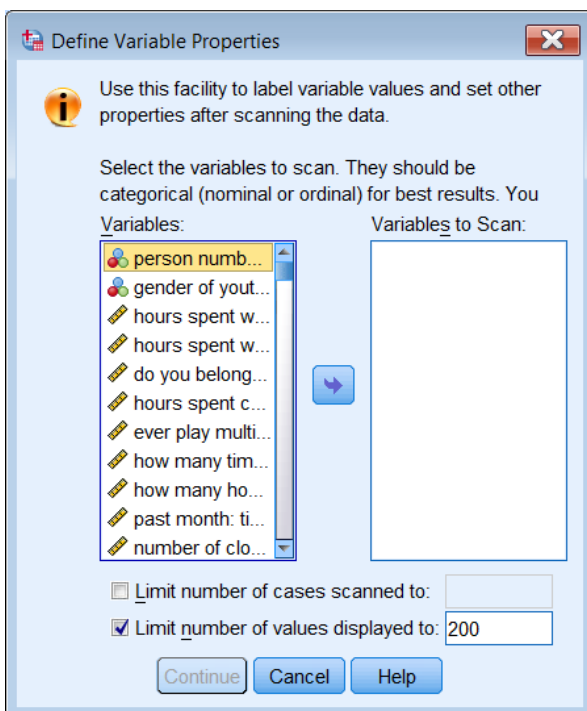 Define Variable Properties
Use this facility to label variable values and set other
properties after scanning the data.
Select the variables to scan. They should be
categorical (nominal or ordinal) for best results. You
Variables:
Variables to Scan:
person numb...
gender of yout...
hours spent w...
hours spent w...
do you belong...
hours spent c...
ever play multi...
how many tim...
how many ho...
past month: ti...
number of clo...
Limit number of cases scanned to:
Limit number of values displayed to: 200
Continue Cancel Help